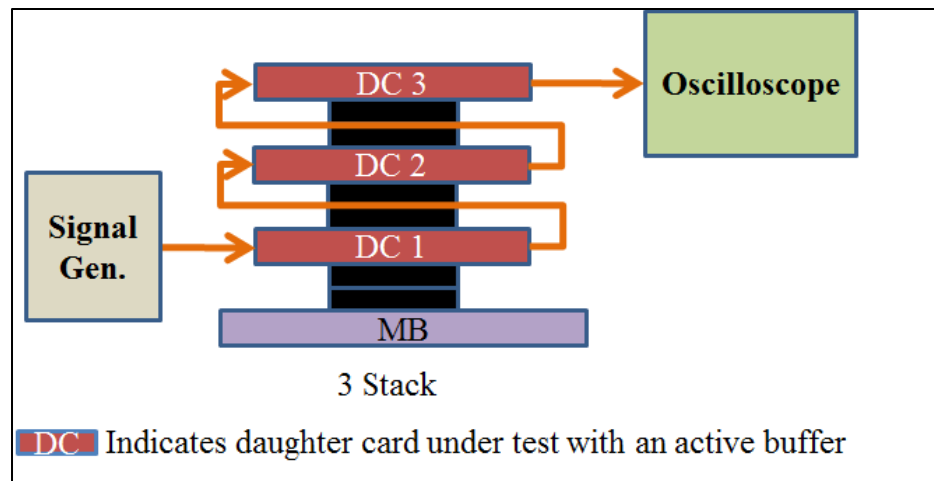 DC 3
Oscilloscope
DC 2
Signal
Gen.
DC 1
MB
3 Stack
DC Indicates daughter card under test with an active buffer